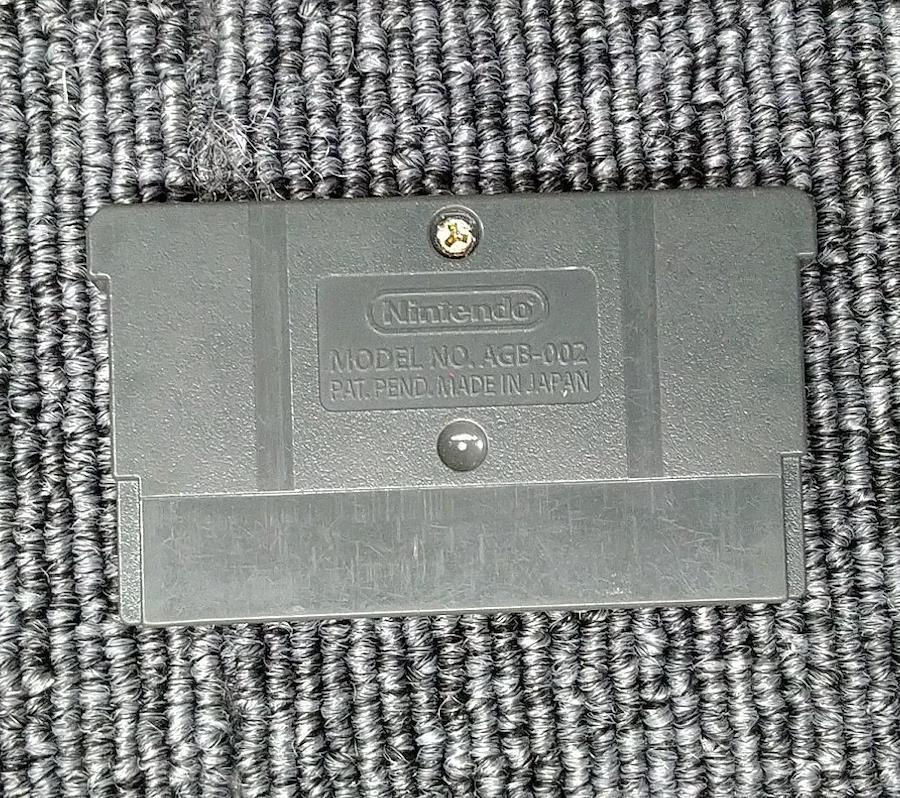 Nintendo
MODEL NO. AGB-002
PAT. PEND. MADE IN JAPAN